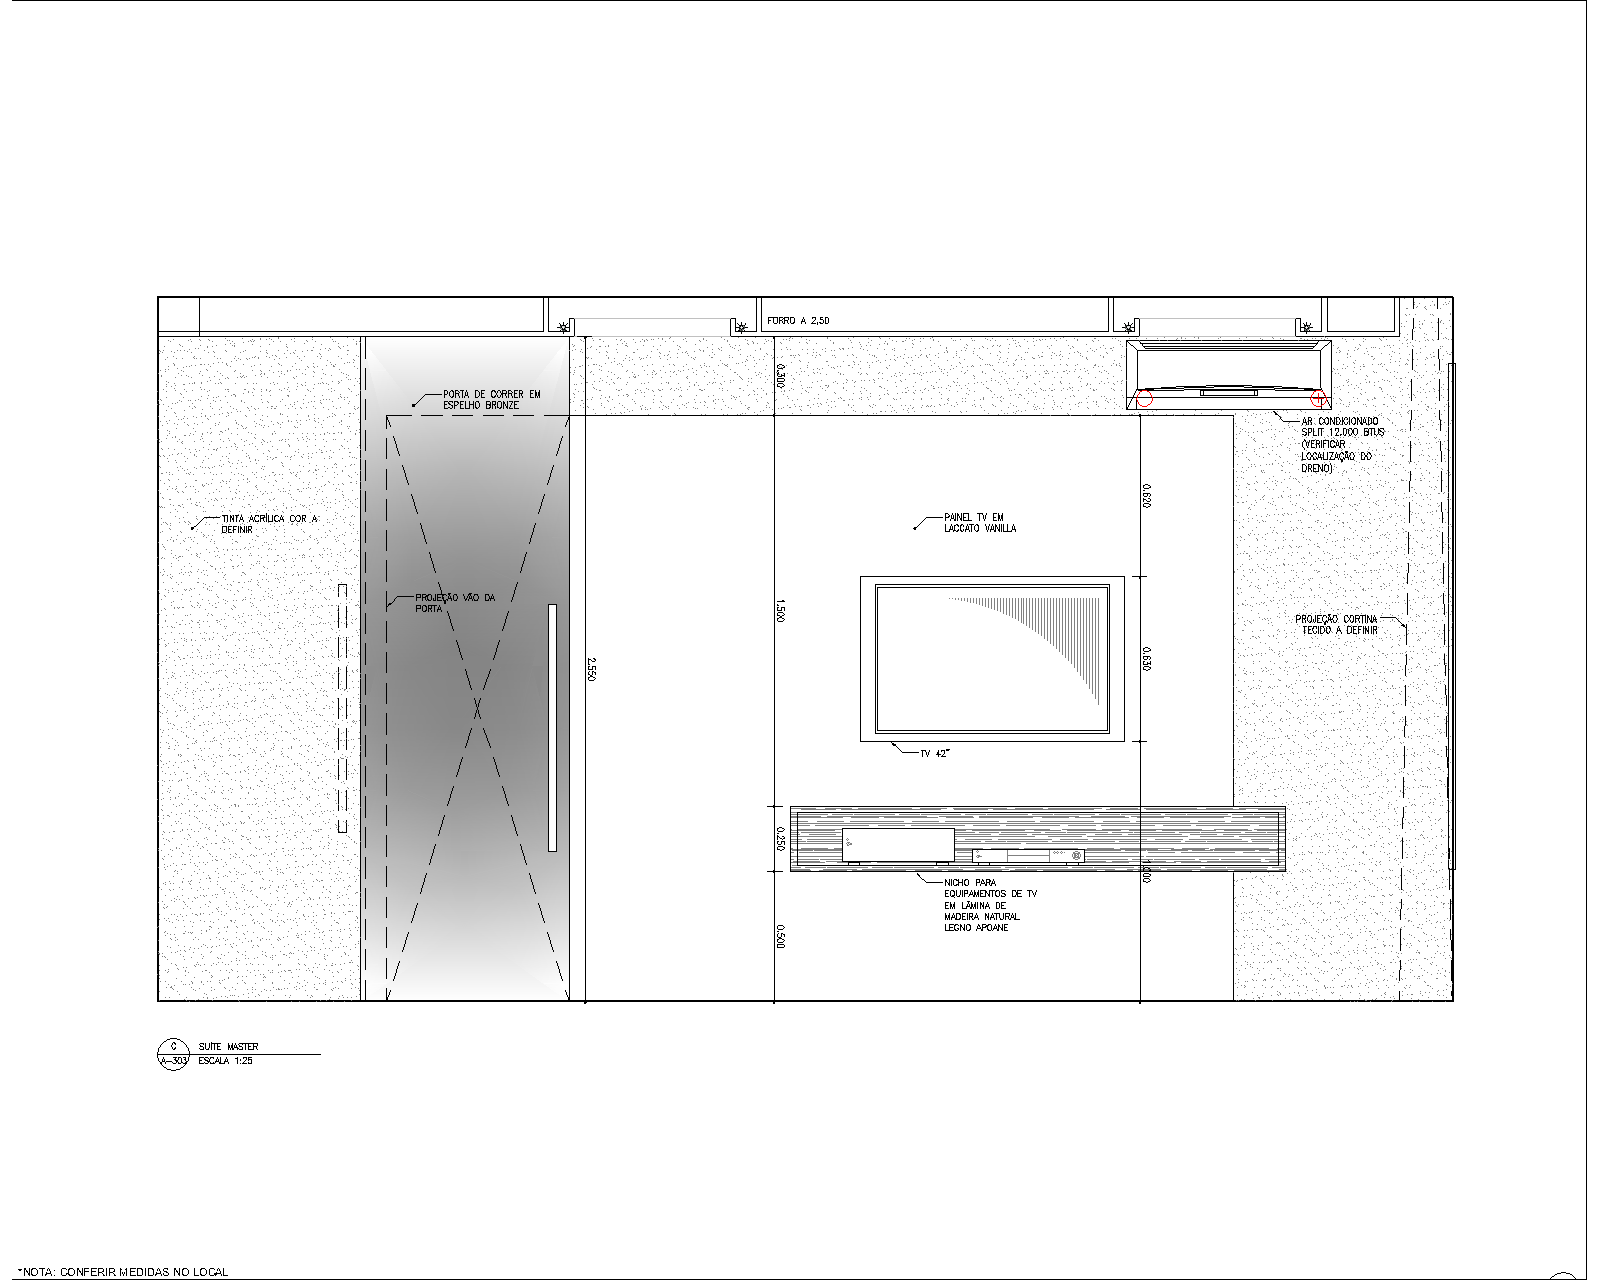 FORRO A 2,50
0.300
PORTA DE CORRER EM
ESPELHO BRONZE
AR CONDICIONADO
SPLIT 12.000 BTUS
(VERIFICAR
LOCALIZAÇÃO DO
DRENO)
0.620
TINTA ACRÍLICA COR A
DEFINIR
PAINEL TV EM
LACCATO VANILLA
PROJEÇÃO VÃO DA
PORTA
1.500
PROJEÇÃO CORTINA
TECIDO A DEFINIR
2.550
0.630
TV 42"
0.250
NICHO PARA
EQUIPAMENTOS DE TV
EM LÂMINA DE
MADEIRA NATURAL
LEGNO APOANE
0.500
C
SUÍTE MASTER
A-303
ESCALA 1:25
*NOTA: CONFERIR MEDIDAS NO LOCAL